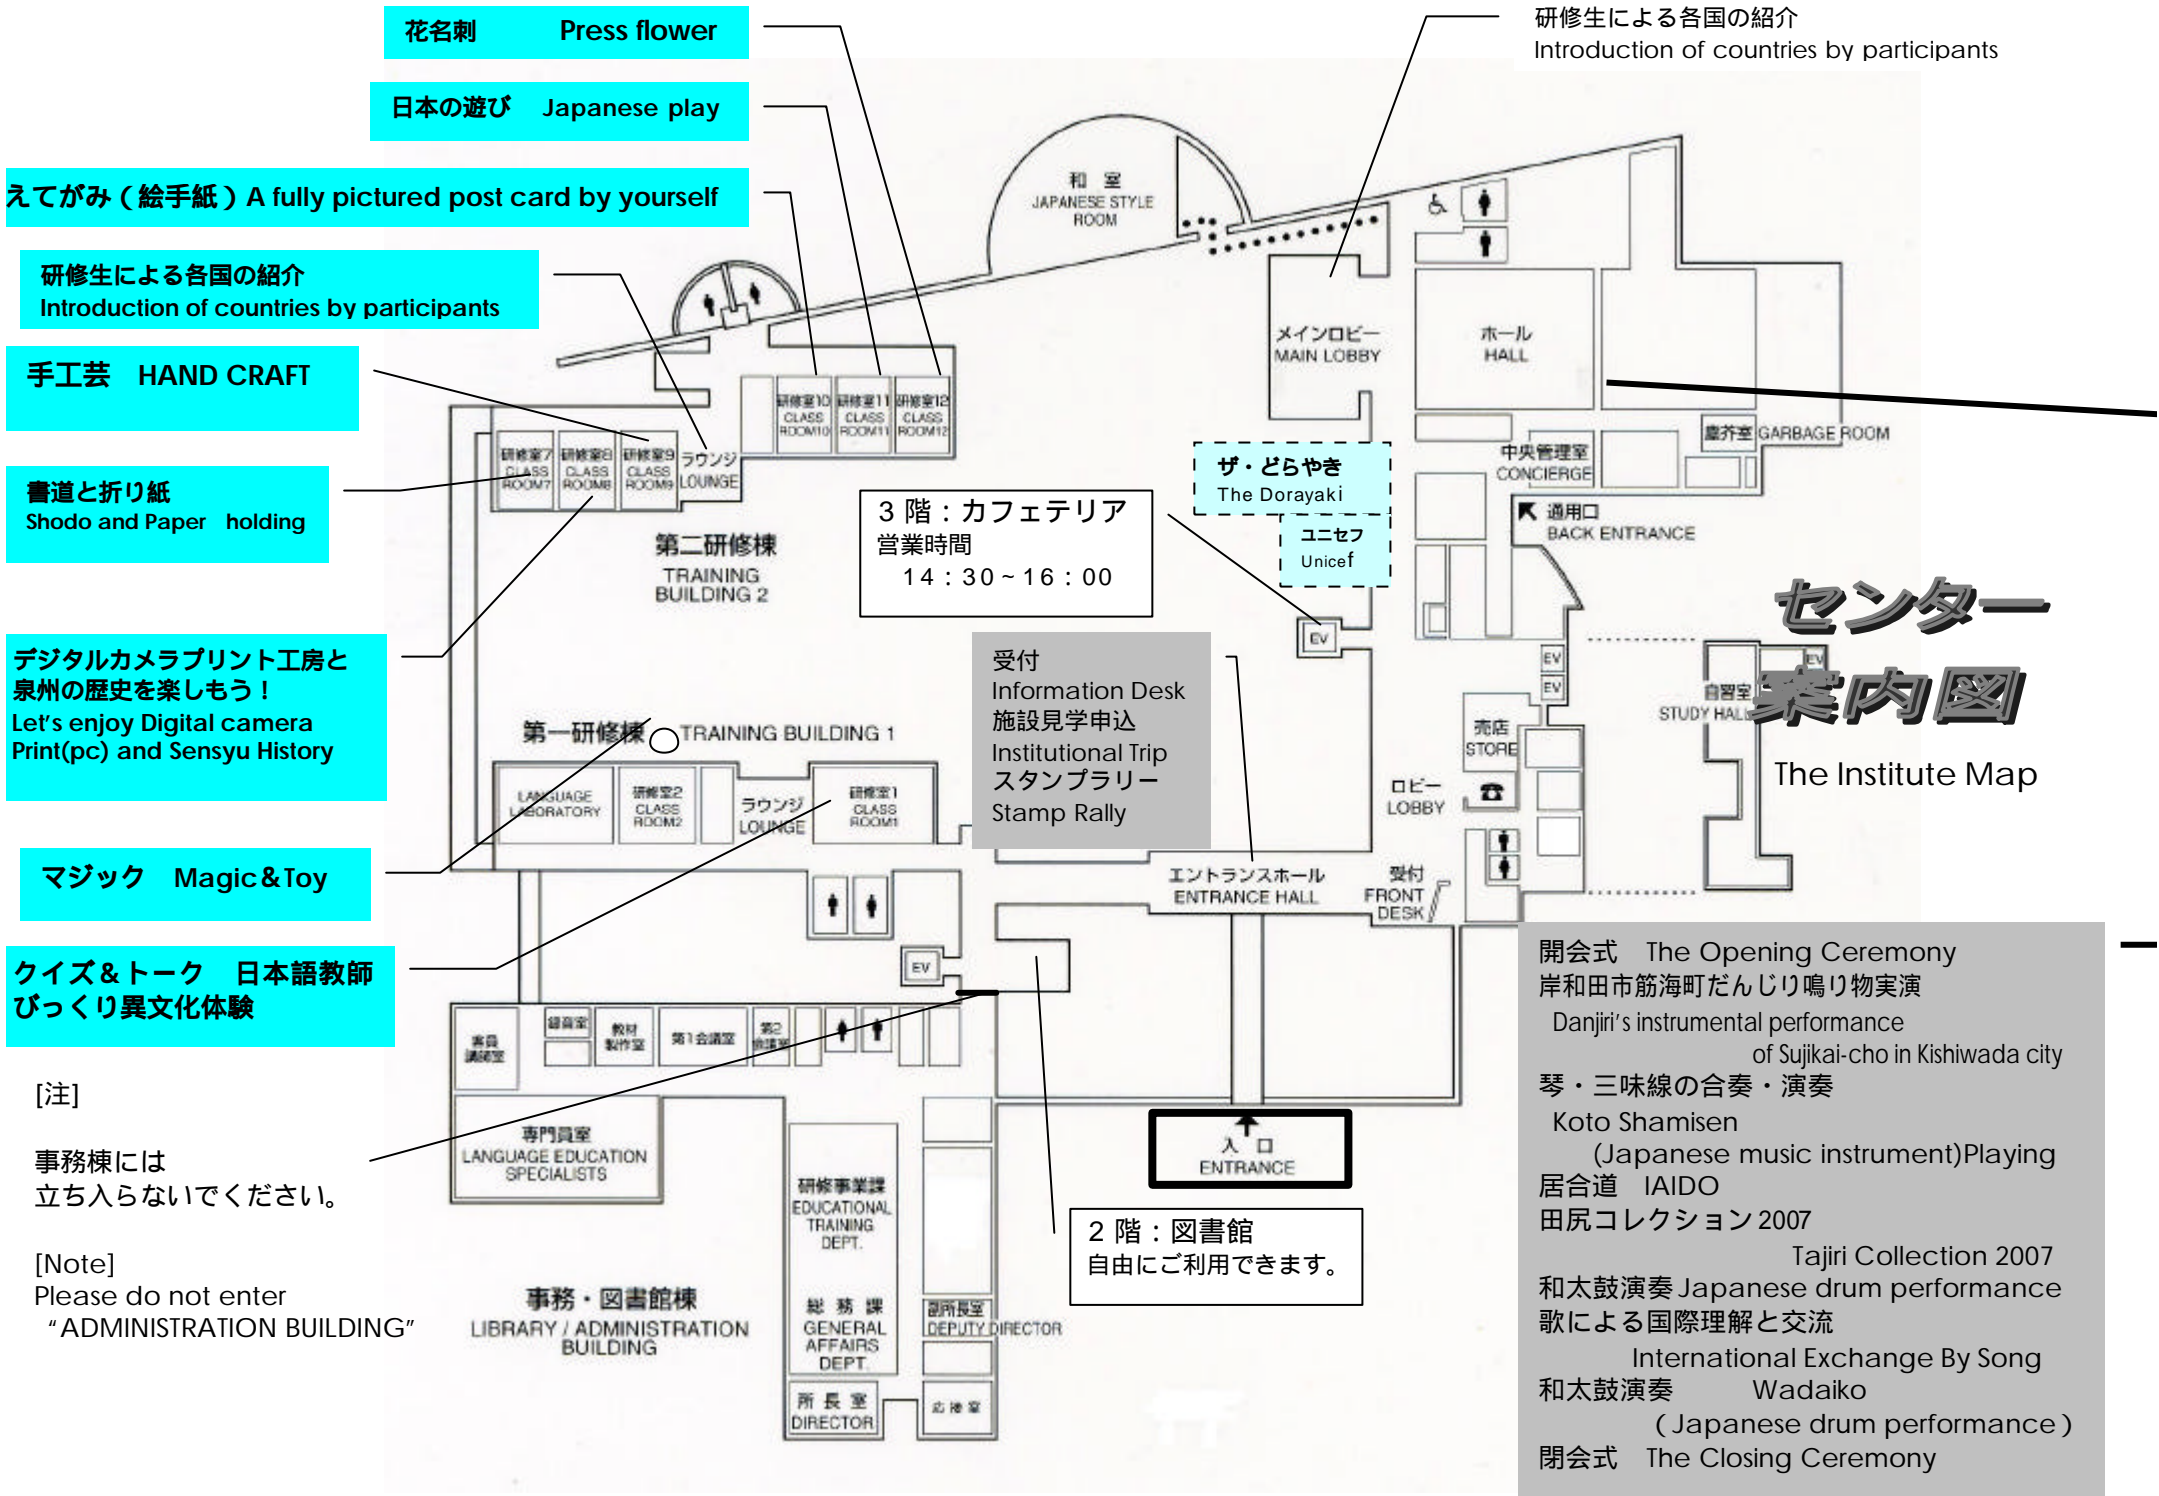 花名刺 Press flower
日本の遊び Japanese play
えてがみ（絵手紙）A fully pictured post card by yourself
研修生による各国の紹介
Introduction of countries by participants
手工芸 HAND CRAFT
書道と折り紙
Shodo and Paper holding
デジタルカメラプリント工房と
泉州の歴史を楽しもう！
Let's enjoy Digital camera
Print(pc) and Sensyu History
マジック Magic&Toy
クイズ&トーク 日本語教師
びっくり異文化体験
[注]
事務棟には
立ち入らないでください。
[Note]
Please do not enter
“ADMINISTRATION BUILDING”
研修生による各国の紹介
Introduction of countries by participants
和室
JAPANESE STYLE
ROOM
メインロビー
MAIN LOBBY
ホール
HALL
塵芥室 GARBAGE ROOM
中央管理室
CONCIERGE
通用口
BACK ENTRANCE
ザ・どらやき
The Dorayaki
ユニセフ
Unicef
研修室10
CLASS
ROOM10
研修室11
CLASS
ROOM11
研修室12
CLASS
ROOM12
研修室7
CLASS
ROOM7
研修室8
CLASS
ROOM8
研修室9
CLASS
ROOM9
ラウンジ
LOUNGE
第二研修棟
TRAINING
BUILDING 2
3 階：カフェテリア
営業時間
14：30~16：00
EV
受付
Information Desk
施設見学申込
Institutional Trip
スタンプラリー
Stamp Rally
センター
案内図
The Institute Map
EV
EV
EV
自習室
STUDY HALL
売店
STORE
ロビー
LOBBY
第一研修棟 TRAINING BUILDING 1
LANGUAGE
LABORATORY
研修室2
CLASS
ROOM2
ラウンジ
LOUNGE
研修室1
CLASS
ROOM1
エントランスホール
ENTRANCE HALL
受付
FRONT
DESK
EV
客員
講師室
録音室
教材
製作室
第1会議室
第2
会議室
専門員室
LANGUAGE EDUCATION
SPECIALISTS
入口
ENTRANCE
2 階：図書館
自由にご利用できます。
研修事業課
EDUCATIONAL
TRAINING
DEPT.
総務課
GENERAL
AFFAIRS
DEPT.
副所長室
DEPUTY DIRECTOR
所長室
DIRECTOR
応接室
事務・図書館棟
LIBRARY / ADMINISTRATION
BUILDING
開会式 The Opening Ceremony
岸和田市筋海町だんじり鳴り物実演
Danjiri's instrumental performance
of Sujikai-cho in Kishiwada city
琴・三味線の合奏・演奏
Koto Shamisen
(Japanese music instrument)Playing
居合道 IAIDO
田尻コレクション2007
Tajiri Collection 2007
和太鼓演奏 Japanese drum performance
歌による国際理解と交流
International Exchange By Song
和太鼓演奏 Wadaiko
（Japanese drum performance）
閉会式 The Closing Ceremony